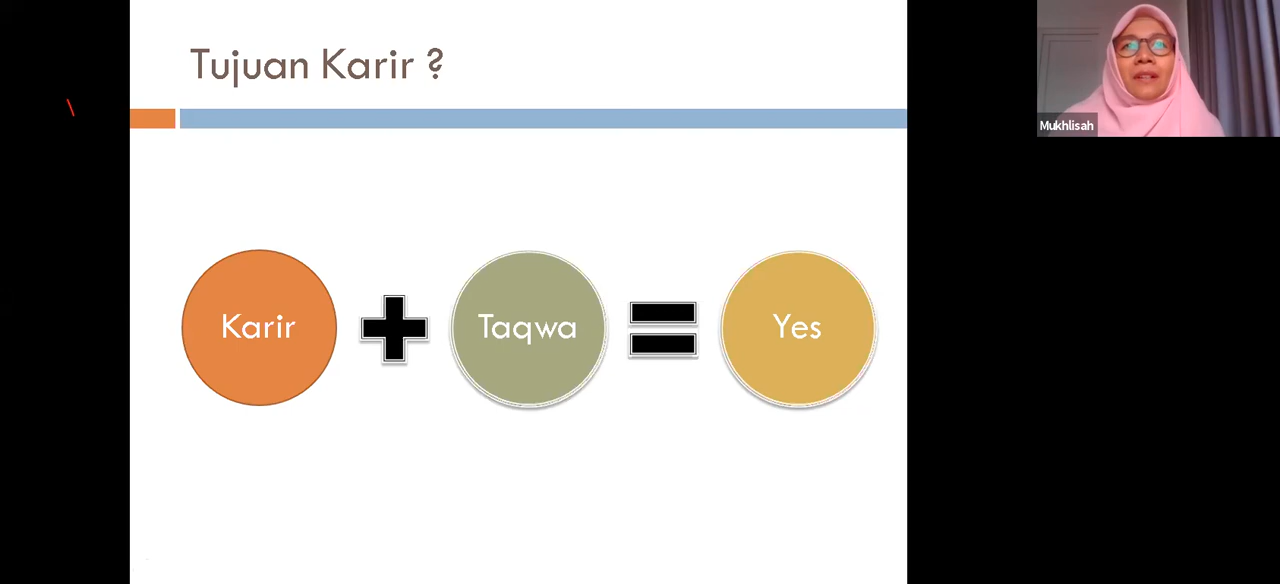 Tujuan Karir ?
Karir
Taqwa
Yes
Mukhlisah